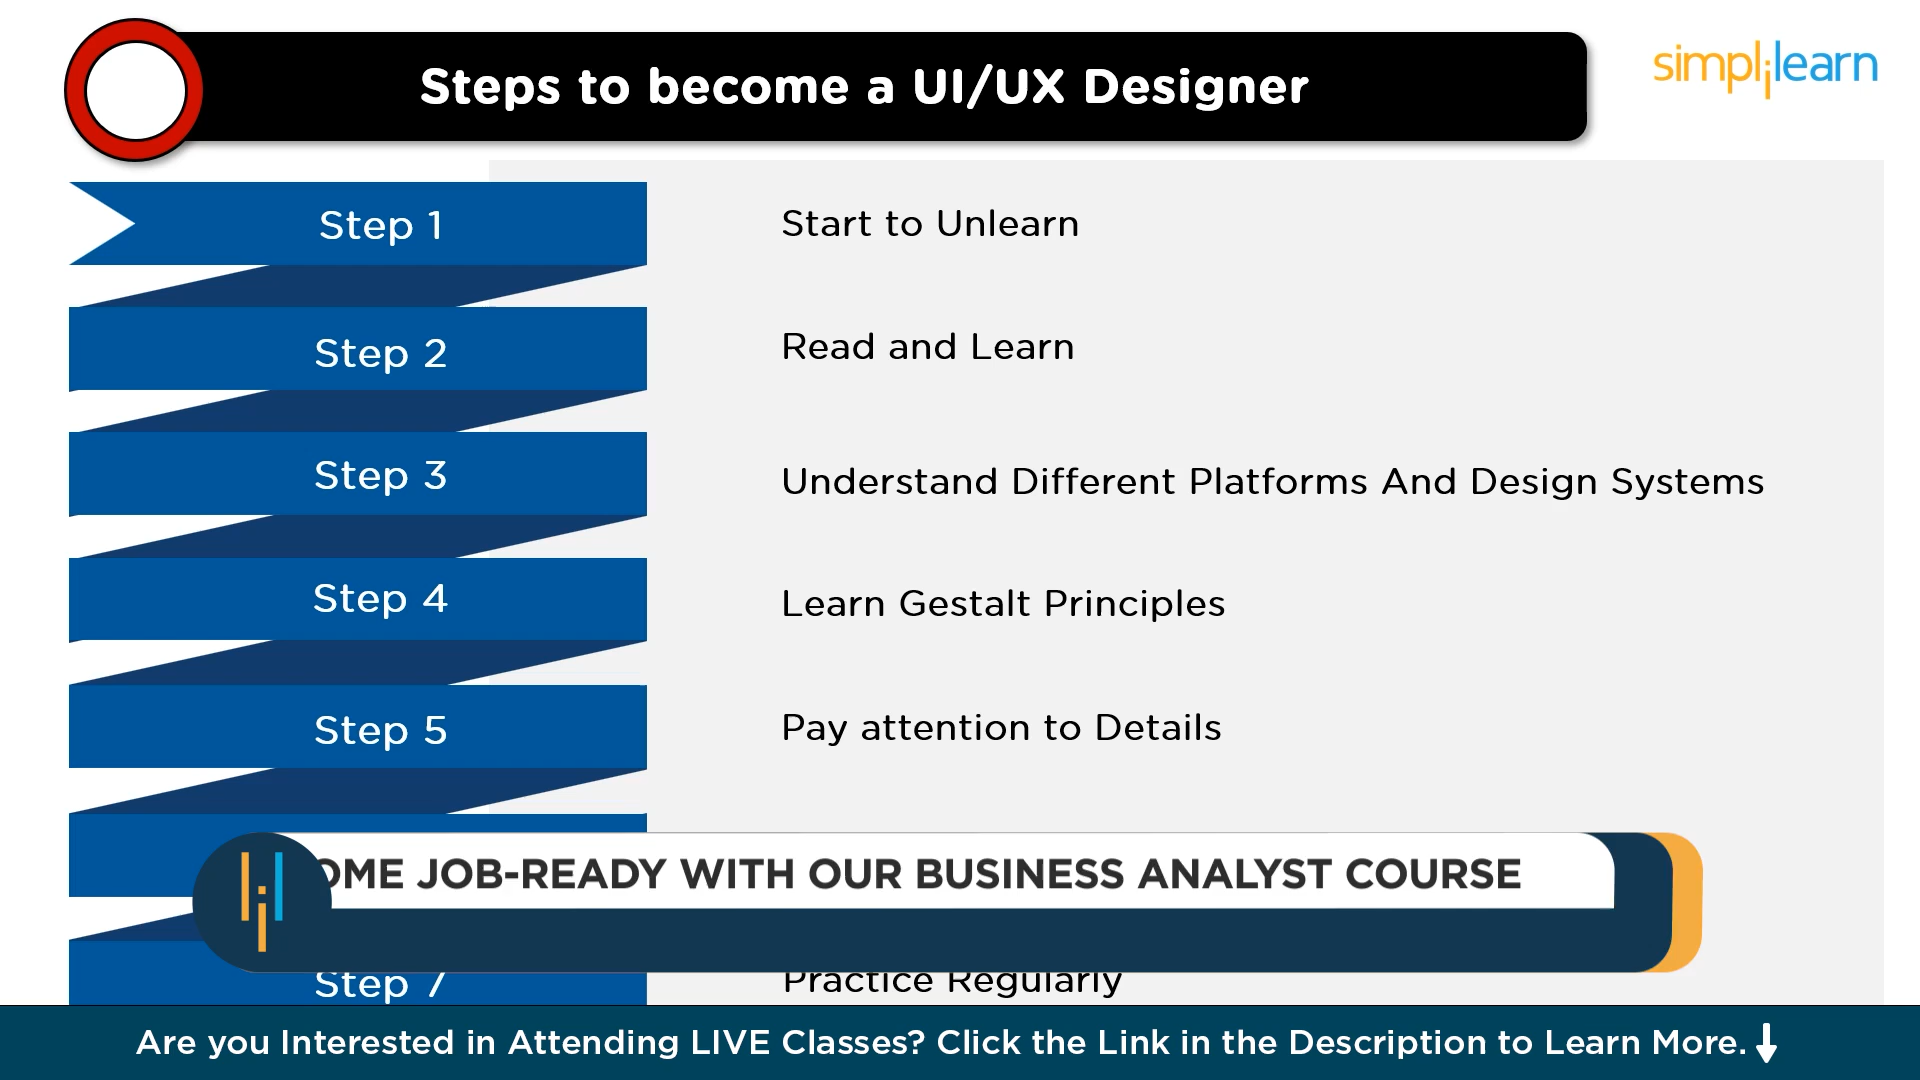 Steps to become a UI/UX Designer
simplilearn
Step 1
Start to Unlearn
Step 2
Read and Learn
Step 3
Understand Different Platforms And Design Systems
Step 4
Learn Gestalt Principles
Step 5
Pay attention to Details
OME JOB-READY WITH OUR BUSINESS ANALYST COURSE
Step 7
Practice Regularly
Are you Interested in Attending LIVE Classes? Click the Link in the Description to Learn More.